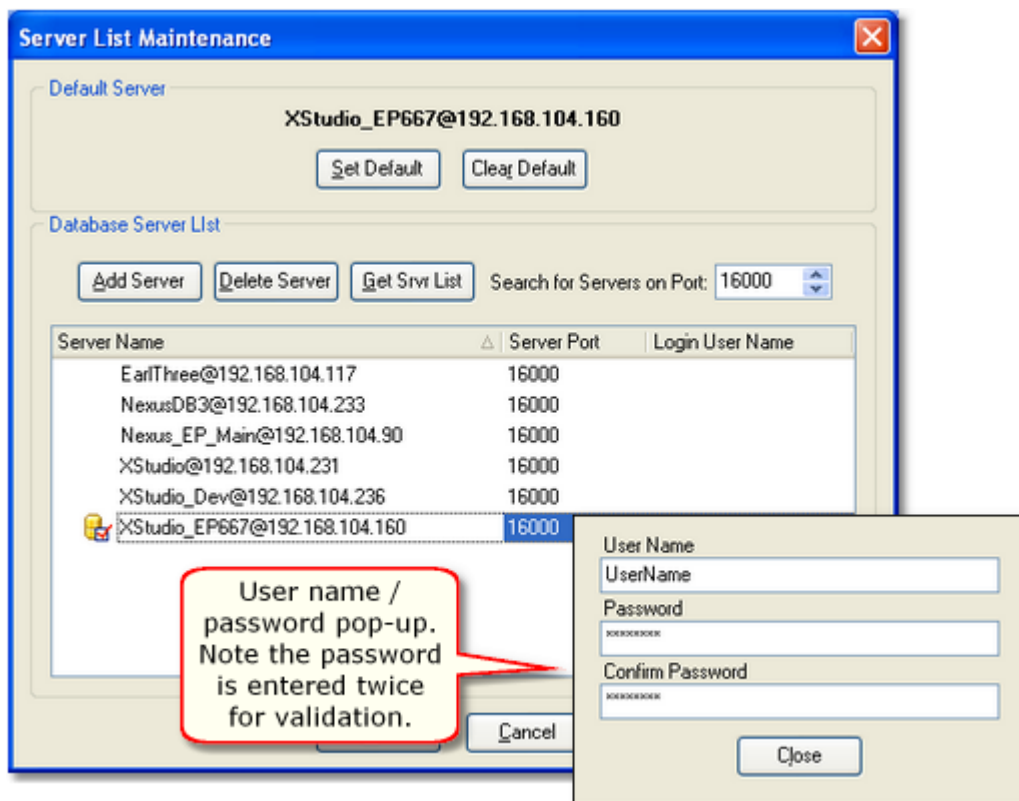 Server List Maintenance
Default Server
XStudio_EP667@192.168.104.160
Set Default Clear Default
Database Server LIst
Add Server Delete Server Get Srvr List Search for Servers on Port: 16000
Server Name Server Port Login User Name
EarlThree@192.168.104.117 16000
NexusDB3@192.168.104.233 16000
Nexus_EP_Main@192.168.104.90 16000
XStudio@192.168.104.231 16000
XStudio_Dev@192.168.104.236 16000
XStudio_EP667@192.168.104.160 16000
User Name
UserName
Password
××××××××
Confirm Password
××××××××
Close
User name /
password pop-up.
Note the password
is entered twice
for validation.
Cancel